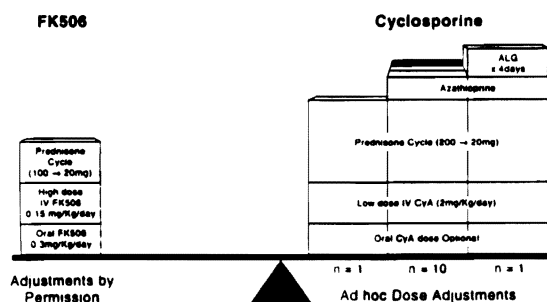 FK506
Cyclosporine
ALG
x 4days
Azathioprine
Prednisone Cycle (200 → 20mg)
Low dose IV CyA (2mg/Kg/day)
Oral CyA dose Optional
Prednisone
Cycle
(100 → 20mg)
High dose
IV FK506
0.15 mg/Kg/day
Oral FK506
0.3mg/Kg/day
n = 1
n = 10
n = 1
Adjustments by
Permission
Ad hoc Dose Adjustments